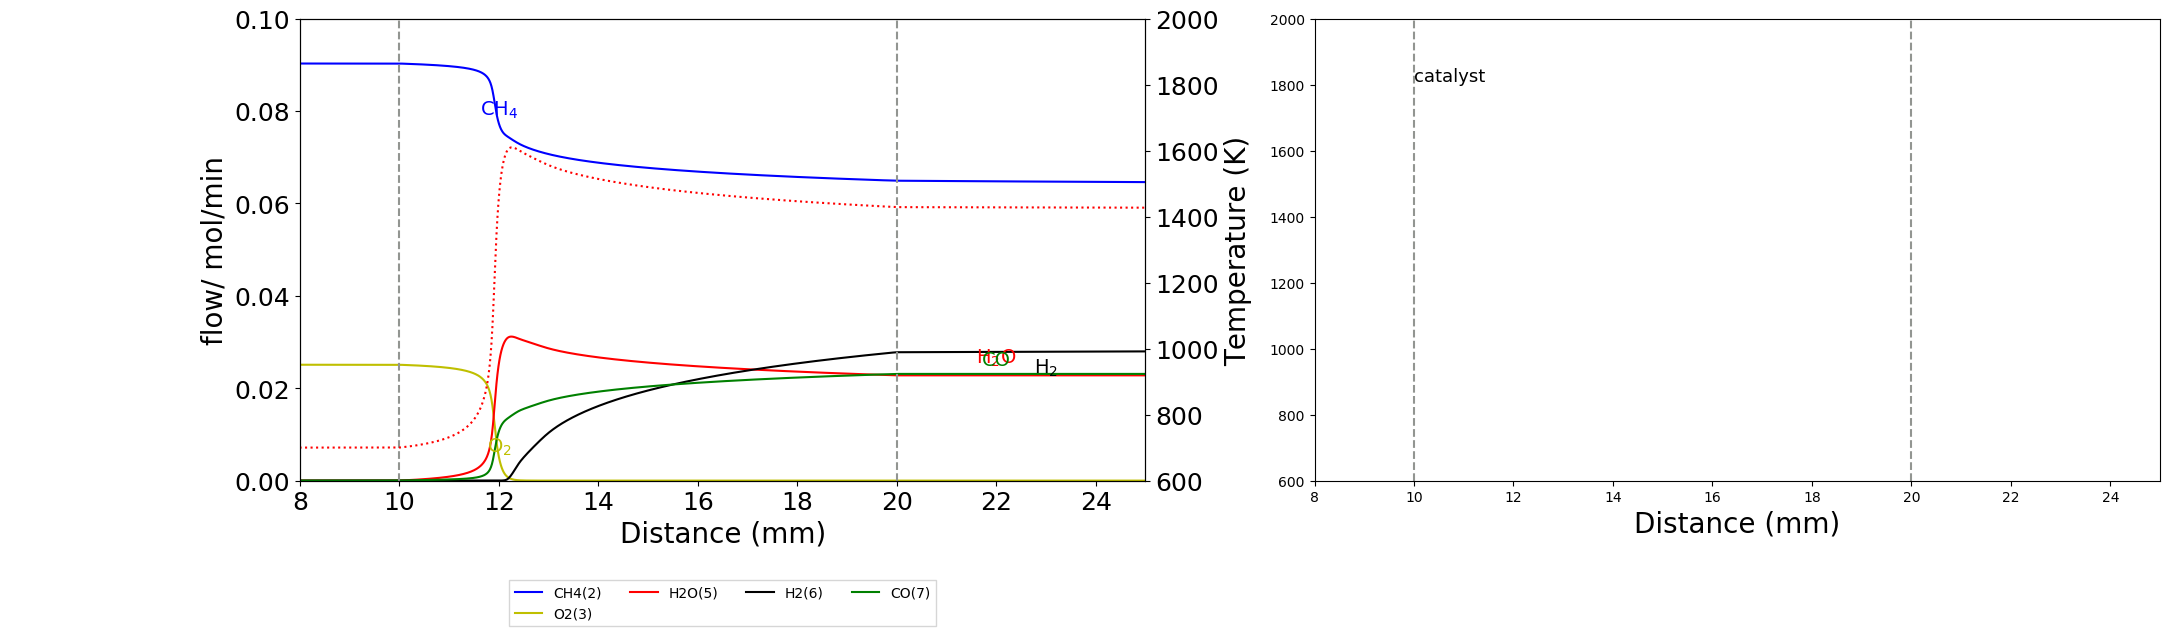 0.10
0.08
0.06
0.04
0.02
0.00
flow/ mol/min
8 10 12 14 16 18 20 22 24
Distance (mm)
2000
1800
1600
1400
1200
1000
800
600
Temperature (K)
CH₄
O₂
H₂O
CO
H₂
CH4(2) H2O(5) H2(6) CO(7)
O2(3)
2000
1800
1600
1400
1200
1000
800
600
catalyst
8 10 12 14 16 18 20 22 24
Distance (mm)